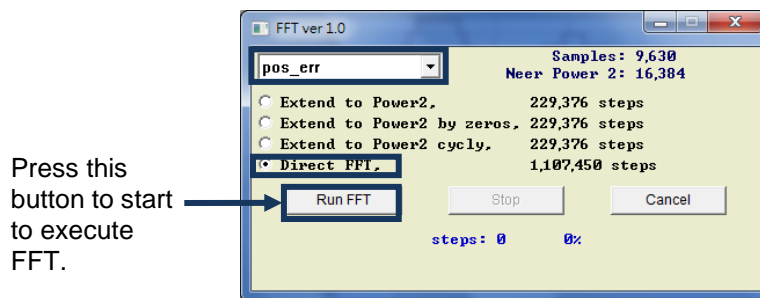 FFT ver 1.0
pos_err
Samples: 9,630
Neer Power 2: 16,384
Extend to Power2, 229,376 steps
Extend to Power2 by zeros, 229,376 steps
Extend to Power2 cycly, 229,376 steps
Direct FFT, 1,107,450 steps
Press this
button to start
to execute
FFT.
Run FFT Stop Cancel
steps: 0 0%